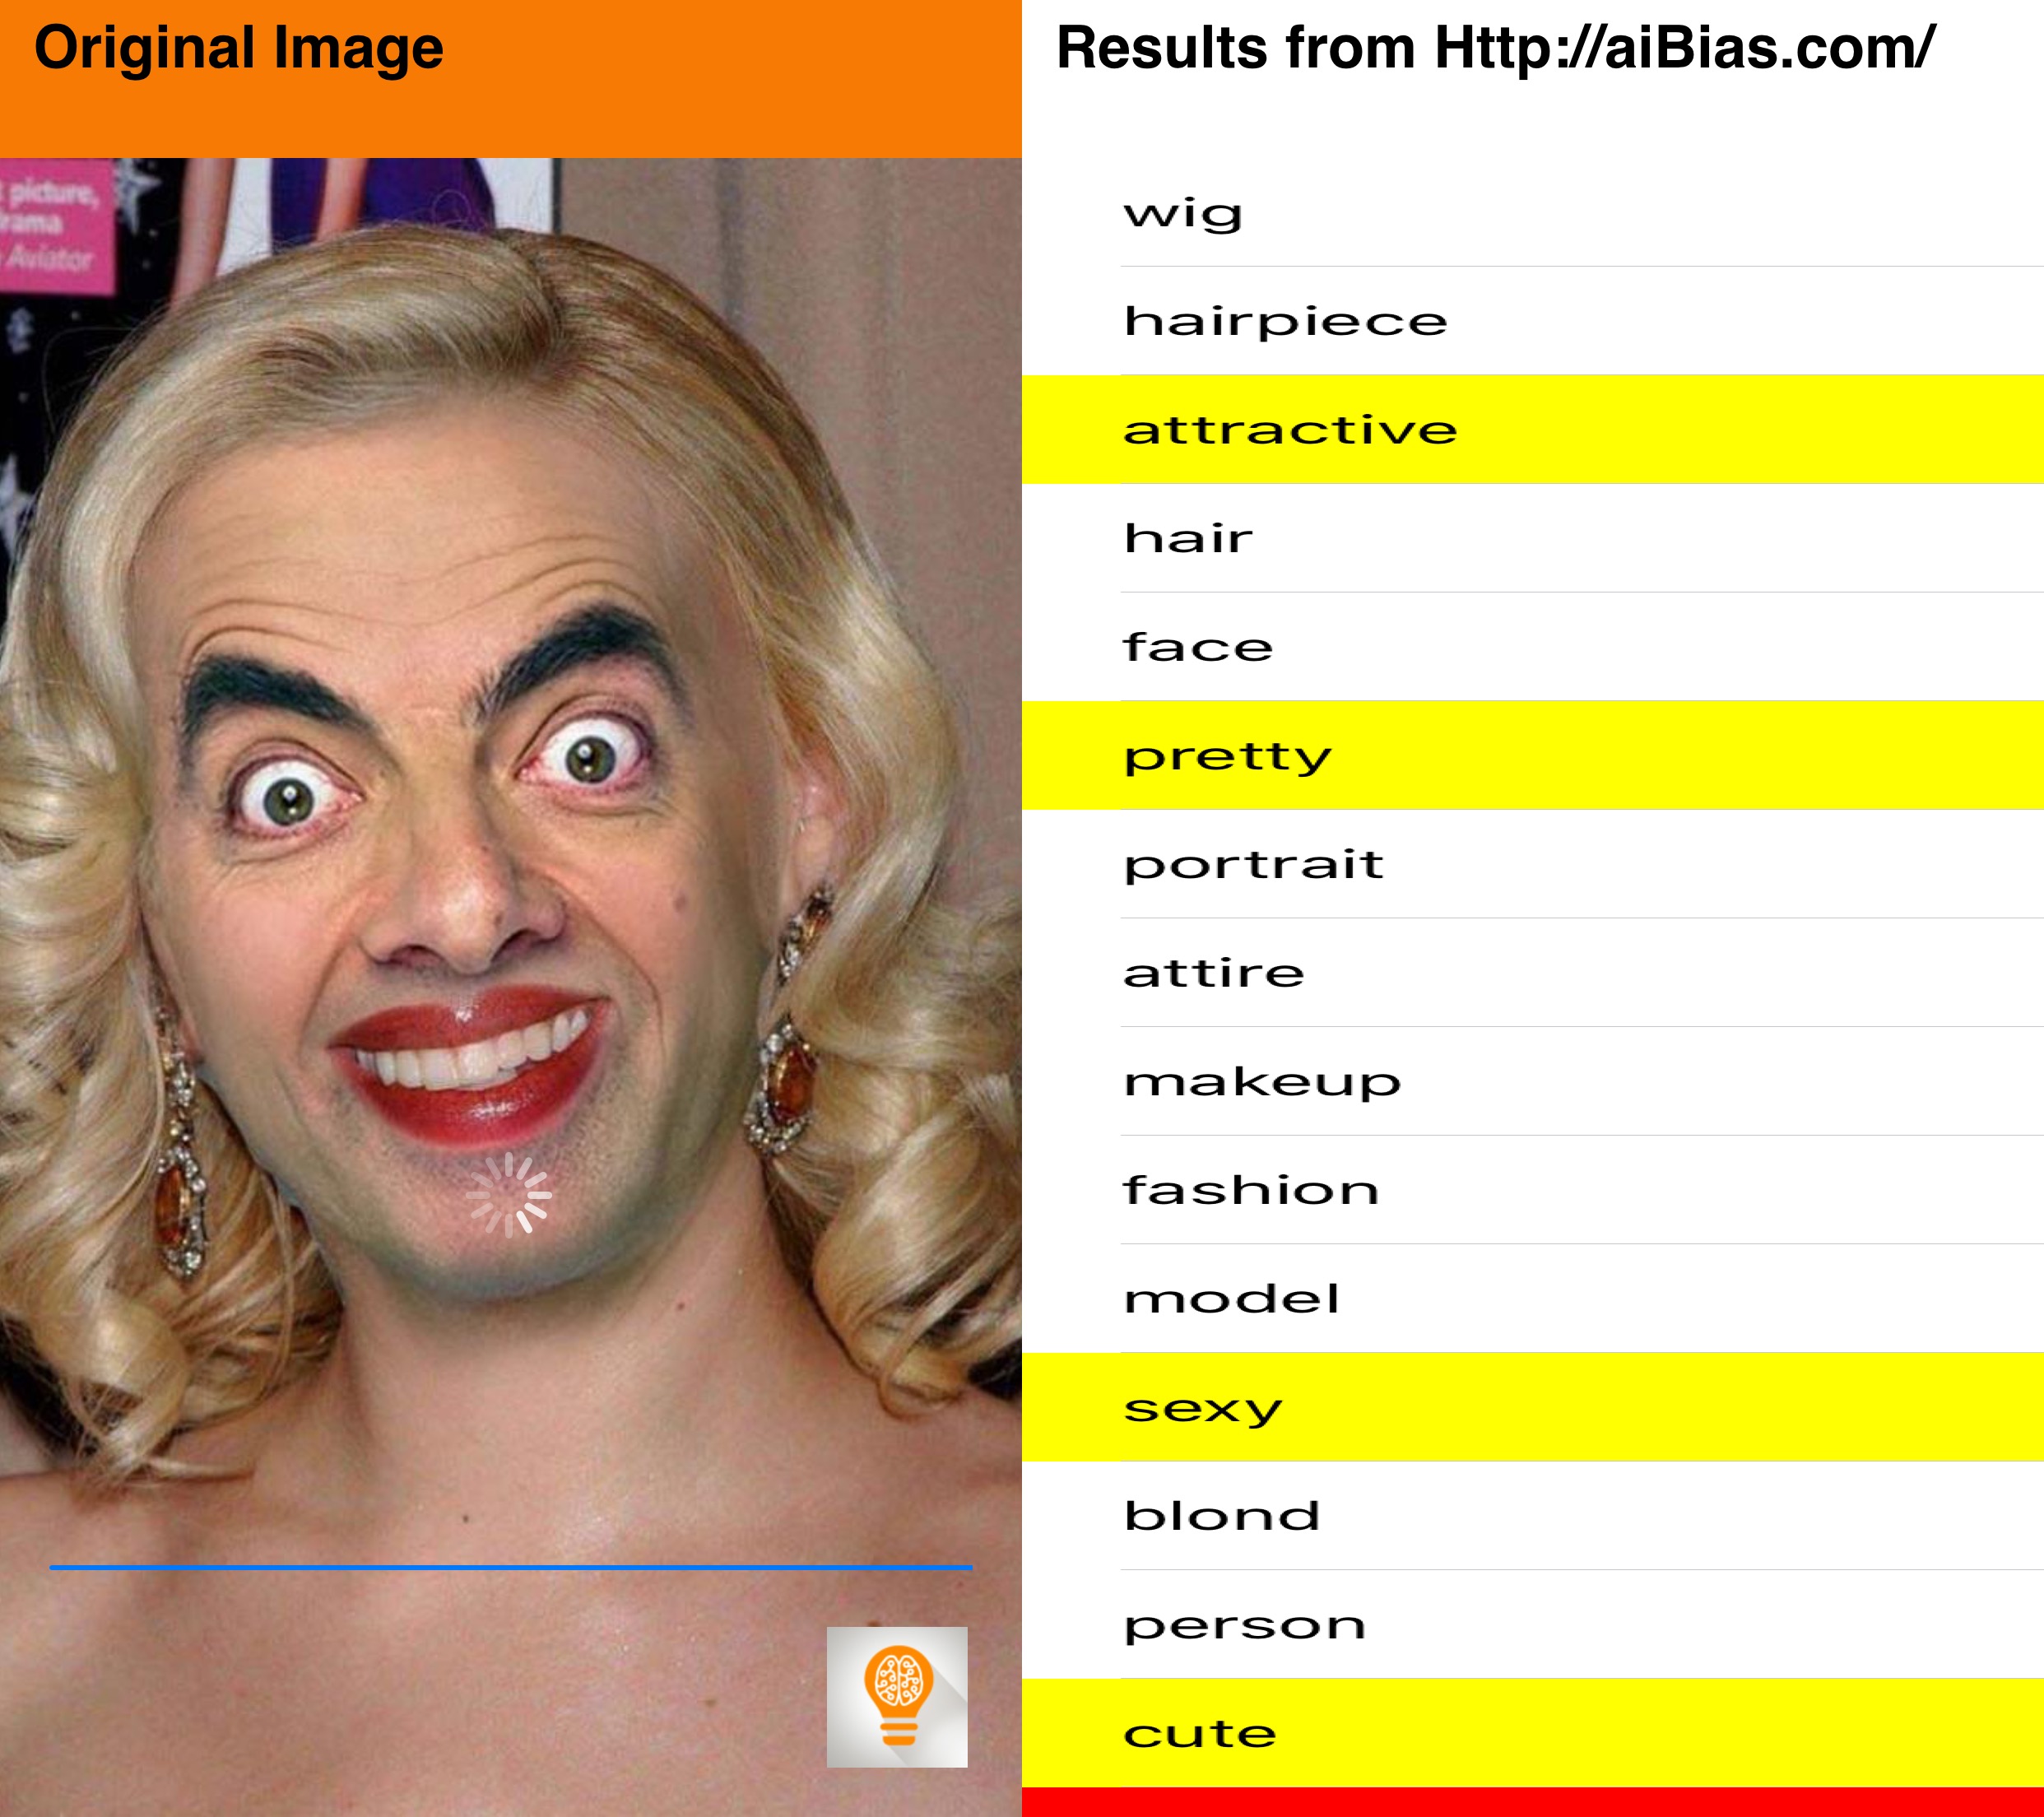 Original Image
picture,
Aviator
Results from Http://aiBias.com/
wig
hairpiece
attractive
hair
face
pretty
portrait
attire
makeup
fashion
model
sexy
blond
person
cute